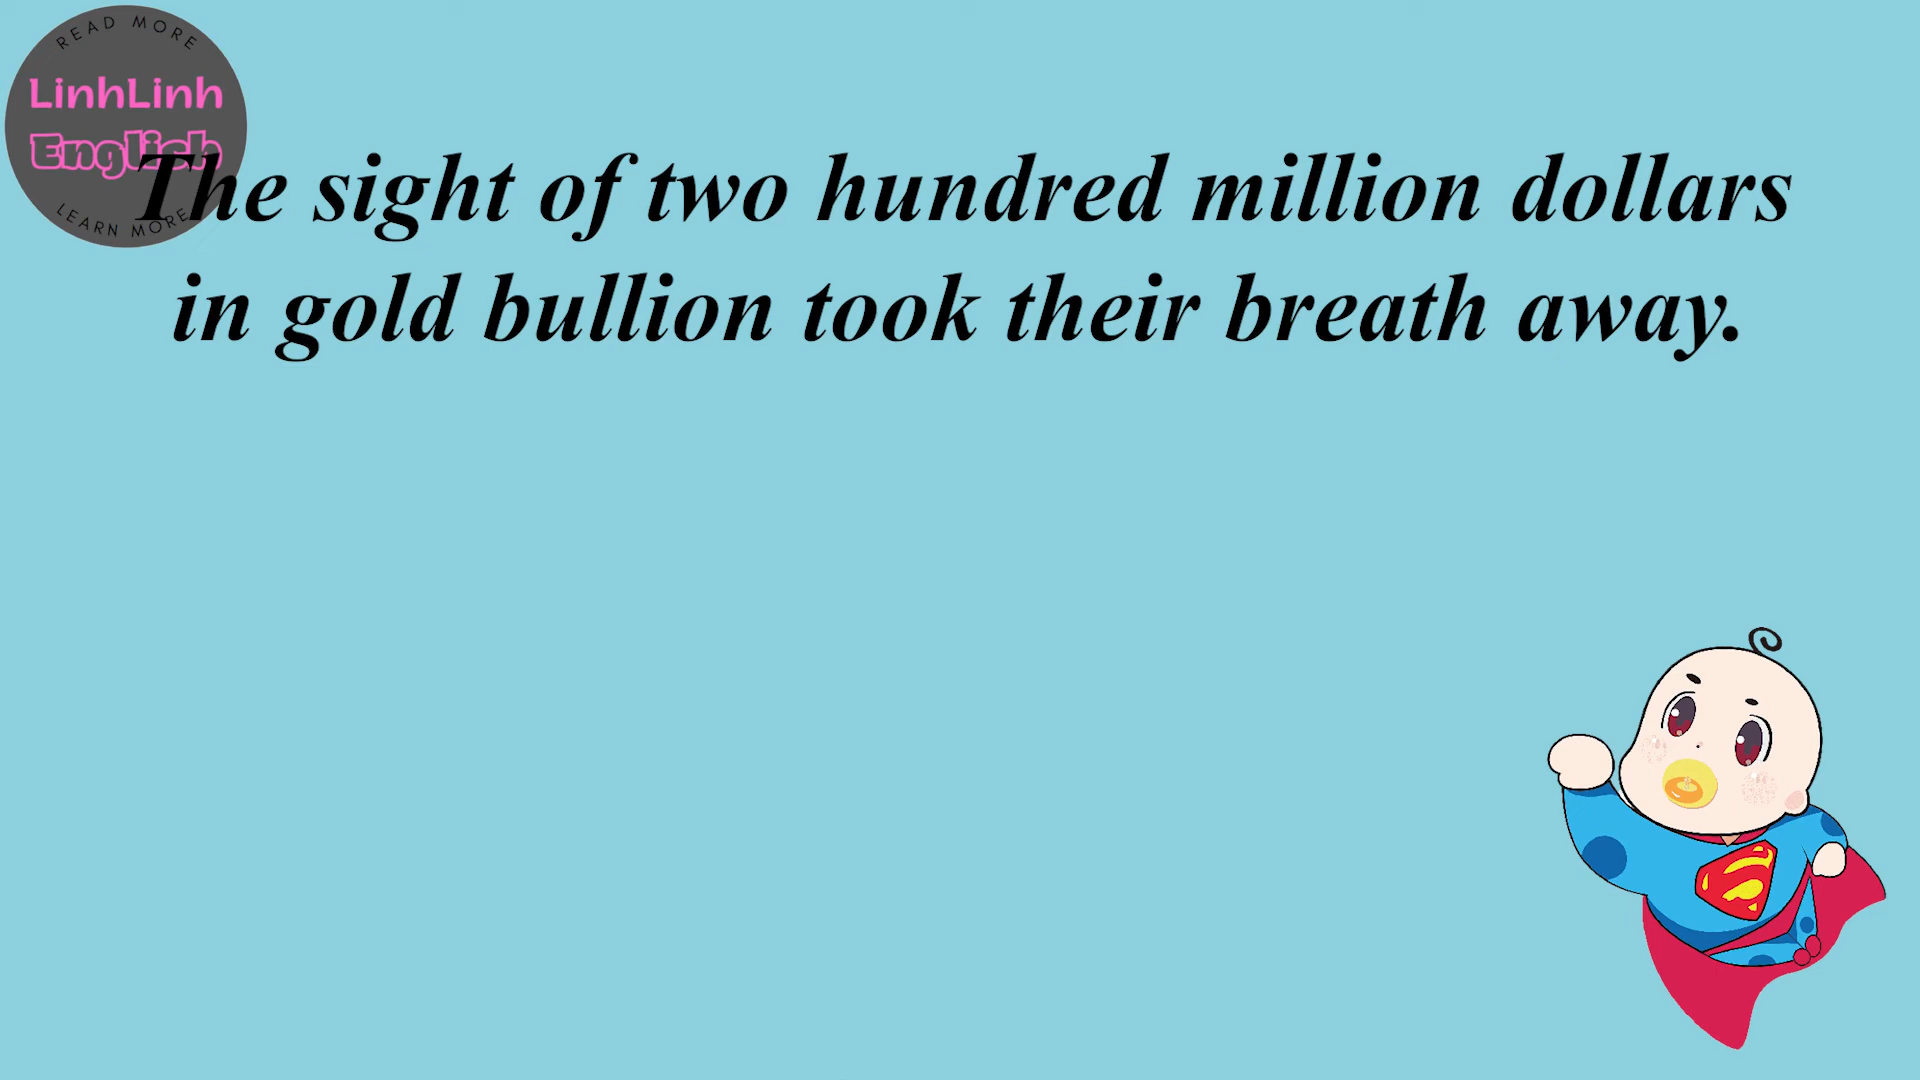 READ MORE
LinhLinh
English
LEARN MORE
The sight of two hundred million dollars
in gold bullion took their breath away.